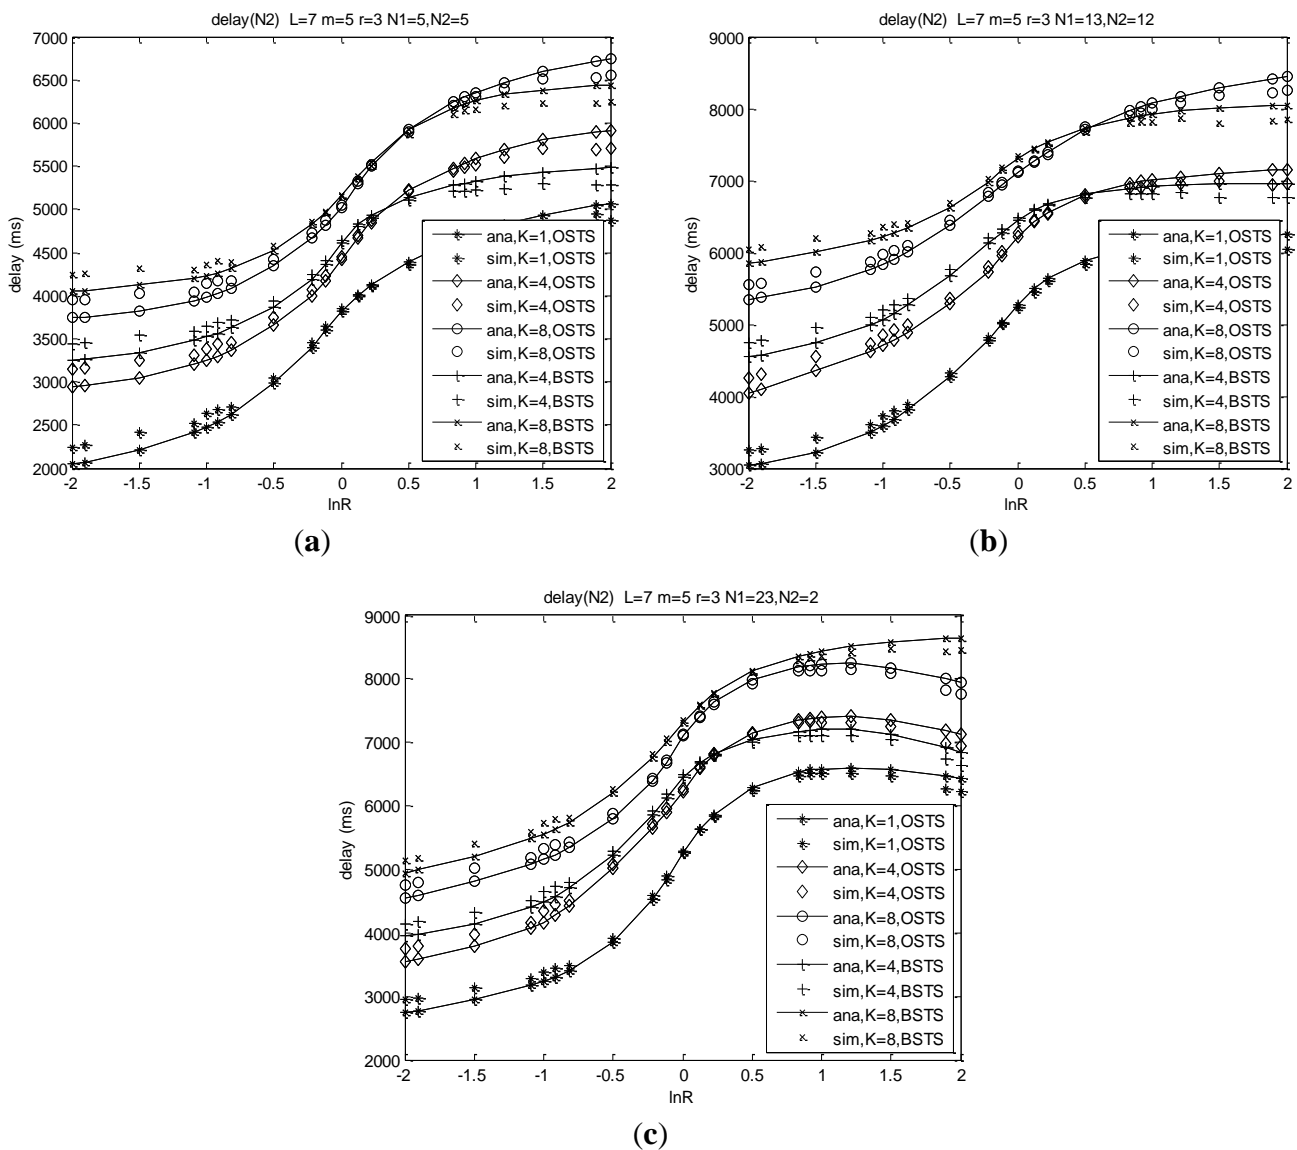 delay(N2) L=7 m=5 r=3 N1=5,N2=5
7000
6500
6000
5500
5000
4500
4000
3500
3000
2500
2000
delay (ms)
-2 -1.5 -1 -0.5 0 0.5 1 1.5 2
lnR
ana,K=1,OSTS
sim,K=1,OSTS
ana,K=4,OSTS
sim,K=4,OSTS
ana,K=8,OSTS
sim,K=8,OSTS
ana,K=4,BSTS
sim,K=4,BSTS
ana,K=8,BSTS
sim,K=8,BSTS
(a)
delay(N2) L=7 m=5 r=3 N1=13,N2=12
9000
8000
7000
6000
5000
4000
3000
delay (ms)
-2 -1.5 -1 -0.5 0 0.5 1 1.5 2
lnR
ana,K=1,OSTS
sim,K=1,OSTS
ana,K=4,OSTS
sim,K=4,OSTS
ana,K=8,OSTS
sim,K=8,OSTS
ana,K=4,BSTS
sim,K=4,BSTS
ana,K=8,BSTS
sim,K=8,BSTS
(b)
delay(N2) L=7 m=5 r=3 N1=23,N2=2
9000
8000
7000
6000
5000
4000
3000
2000
delay (ms)
-2 -1.5 -1 -0.5 0 0.5 1 1.5 2
lnR
ana,K=1,OSTS
sim,K=1,OSTS
ana,K=4,OSTS
sim,K=4,OSTS
ana,K=8,OSTS
sim,K=8,OSTS
ana,K=4,BSTS
sim,K=4,BSTS
ana,K=8,BSTS
sim,K=8,BSTS
(c)